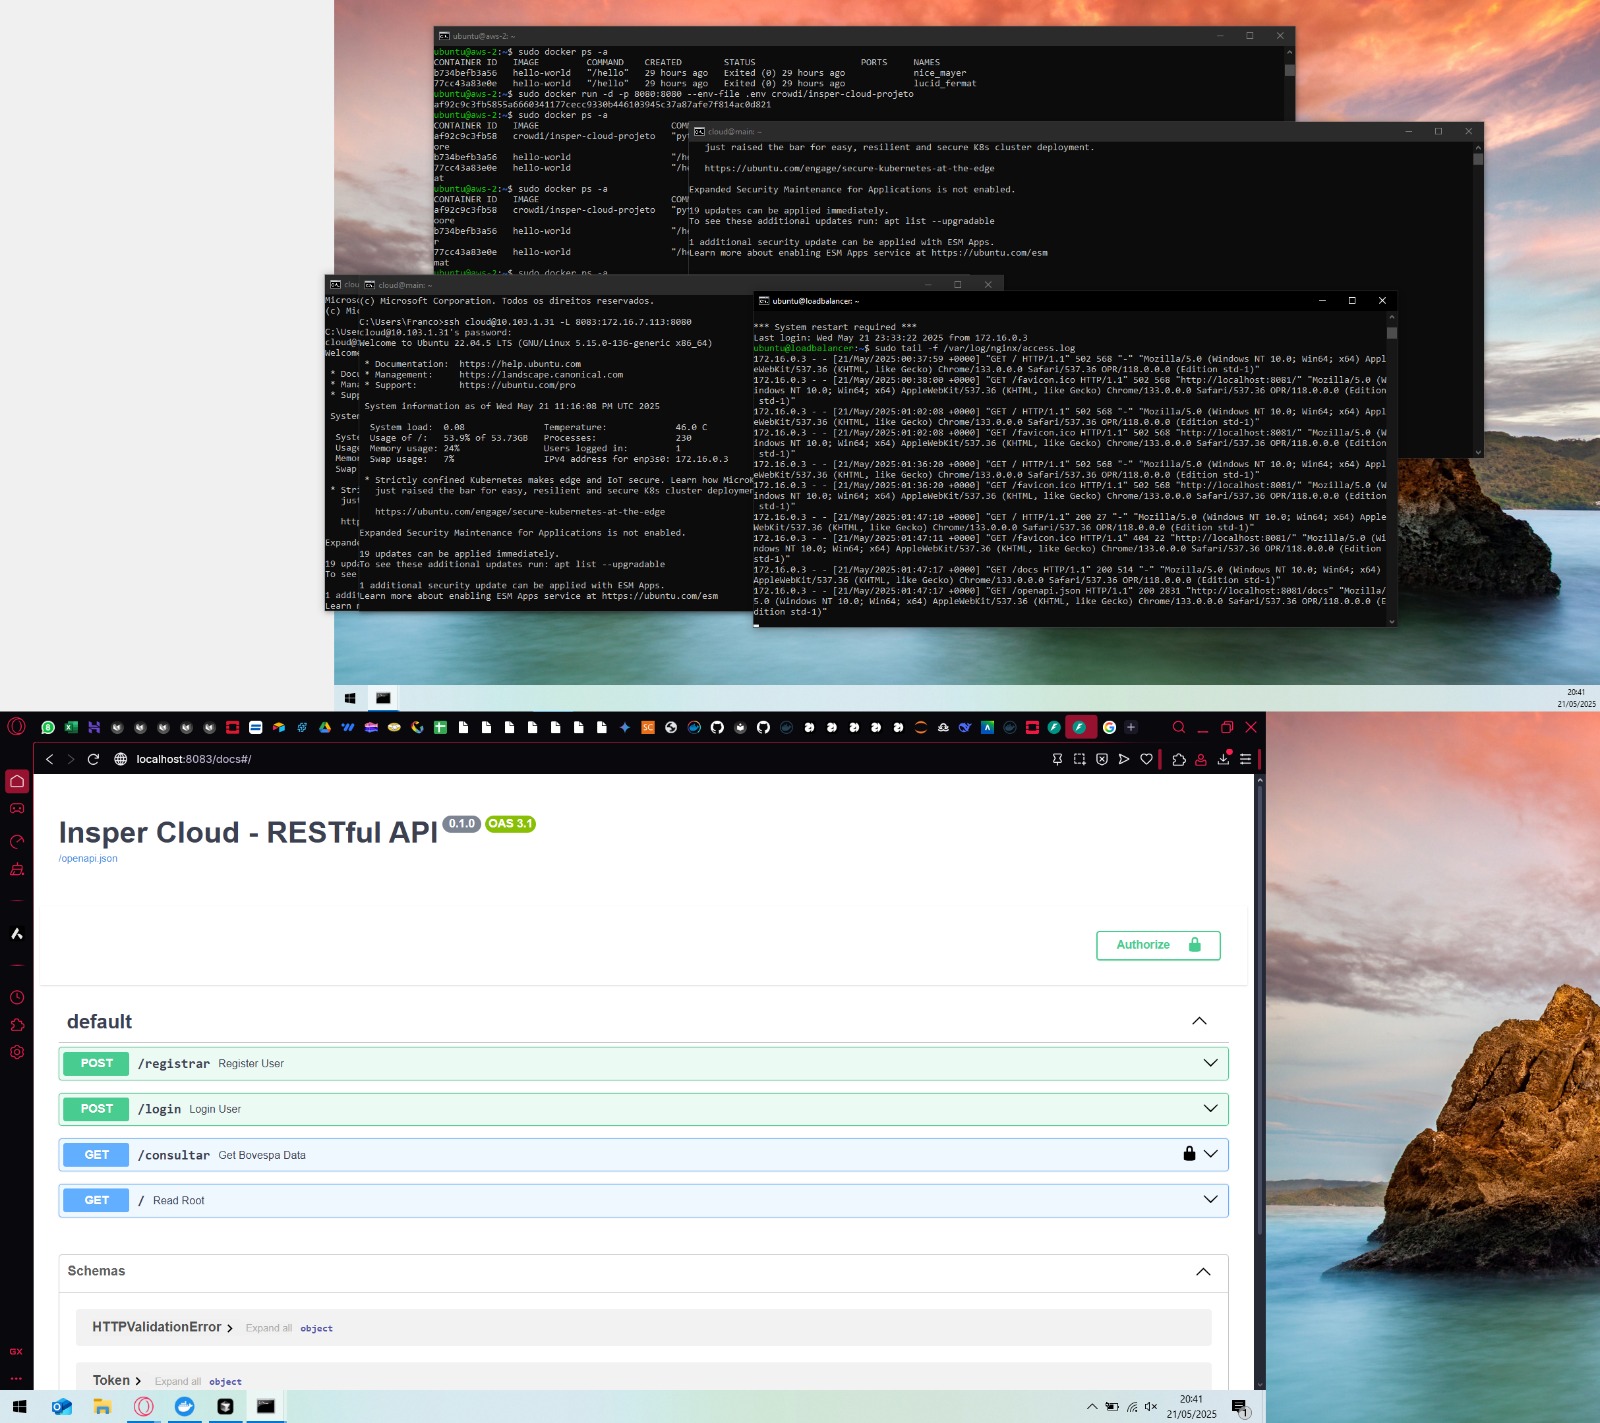 ubuntu@aws-2: ~
ubuntu@aws-2:~$ sudo docker ps -a
CONTAINER ID   IMAGE         COMMAND    CREATED        STATUS                    PORTS     NAMES
b734befb3a56   hello-world   "/hello"   29 hours ago   Exited (0) 29 hours ago             nice_mayer
77cc43a83e0e   hello-world   "/hello"   29 hours ago   Exited (0) 29 hours ago             lucid_fermat
ubuntu@aws-2:~$ sudo docker run -d -p 8080:8080 --env-file .env crowdi/insper-cloud-projeto
af92c9c3fb5855a6660341177cecc9330b446103945c37a87afe7f814ac0d821
ubuntu@aws-2:~$ sudo docker ps -a
CONTAINER ID   IMAGE                         COM
af92c9c3fb58   crowdi/insper-cloud-projeto   "py
ore
b734befb3a56   hello-world                   "/h
77cc43a83e0e   hello-world                   "/h
at
ubuntu@aws-2:~$ sudo docker ps -a
CONTAINER ID   IMAGE                         COM
af92c9c3fb58   crowdi/insper-cloud-projeto   "py
oore
b734befb3a56   hello-world                   "/h
r
77cc43a83e0e   hello-world                   "/h
mat
ubuntu@aws-2:~$ sudo docker ps -a
cloud@main: ~
just raised the bar for easy, resilient and secure K8s cluster deployment.
https://ubuntu.com/engage/secure-kubernetes-at-the-edge
Expanded Security Maintenance for Applications is not enabled.
19 updates can be applied immediately.
To see these additional updates run: apt list --upgradable
1 additional security update can be applied with ESM Apps.
Learn more about enabling ESM Apps service at https://ubuntu.com/esm
cloud@main: ~
(c) Microsoft Corporation. Todos os direitos reservados.
C:\Users\Franco>ssh cloud@10.103.1.31 -L 8083:172.16.7.113:8080
cloud@10.103.1.31's password:
Welcome to Ubuntu 22.04.5 LTS (GNU/Linux 5.15.0-136-generic x86_64)
* Documentation:  https://help.ubuntu.com
* Management:     https://landscape.canonical.com
* Support:        https://ubuntu.com/pro
System information as of Wed May 21 11:16:08 PM UTC 2025
System load:  0.08               Temperature:             46.0 C
Usage of /:   53.9% of 53.73GB   Processes:               230
Memory usage: 24%                Users logged in:         1
Swap usage:   7%                 IPv4 address for enp3s0: 172.16.0.3
* Strictly confined Kubernetes makes edge and IoT secure. Learn how MicroK
just raised the bar for easy, resilient and secure K8s cluster deploymen
https://ubuntu.com/engage/secure-kubernetes-at-the-edge
Expanded Security Maintenance for Applications is not enabled.
19 updates can be applied immediately.
To see these additional updates run: apt list --upgradable
1 additional security update can be applied with ESM Apps.
Learn more about enabling ESM Apps service at https://ubuntu.com/esm
ubuntu@loadbalancer: ~
*** System restart required ***
Last login: Wed May 21 23:33:22 2025 from 172.16.0.3
ubuntu@loadbalancer:~$ sudo tail -f /var/log/nginx/access.log
172.16.0.3 - - [21/May/2025:00:37:59 +0000] "GET / HTTP/1.1" 502 568 "-" "Mozilla/5.0 (Windows NT 10.0; Win64; x64) Appl
eWebKit/537.36 (KHTML, like Gecko) Chrome/133.0.0.0 Safari/537.36 OPR/118.0.0.0 (Edition std-1)"
172.16.0.3 - - [21/May/2025:00:38:00 +0000] "GET /favicon.ico HTTP/1.1" 502 568 "http://localhost:8081/" "Mozilla/5.0 (W
indows NT 10.0; Win64; x64) AppleWebKit/537.36 (KHTML, like Gecko) Chrome/133.0.0.0 Safari/537.36 OPR/118.0.0.0 (Edition
std-1)"
172.16.0.3 - - [21/May/2025:01:02:08 +0000] "GET / HTTP/1.1" 502 568 "-" "Mozilla/5.0 (Windows NT 10.0; Win64; x64) Appl
eWebKit/537.36 (KHTML, like Gecko) Chrome/133.0.0.0 Safari/537.36 OPR/118.0.0.0 (Edition std-1)"
172.16.0.3 - - [21/May/2025:01:02:08 +0000] "GET /favicon.ico HTTP/1.1" 502 568 "http://localhost:8081/" "Mozilla/5.0 (W
indows NT 10.0; Win64; x64) AppleWebKit/537.36 (KHTML, like Gecko) Chrome/133.0.0.0 Safari/537.36 OPR/118.0.0.0 (Edition
std-1)"
172.16.0.3 - - [21/May/2025:01:36:20 +0000] "GET / HTTP/1.1" 502 568 "-" "Mozilla/5.0 (Windows NT 10.0; Win64; x64) Appl
eWebKit/537.36 (KHTML, like Gecko) Chrome/133.0.0.0 Safari/537.36 OPR/118.0.0.0 (Edition std-1)"
172.16.0.3 - - [21/May/2025:01:36:20 +0000] "GET /favicon.ico HTTP/1.1" 502 568 "http://localhost:8081/" "Mozilla/5.0 (W
indows NT 10.0; Win64; x64) AppleWebKit/537.36 (KHTML, like Gecko) Chrome/133.0.0.0 Safari/537.36 OPR/118.0.0.0 (Edition
std-1)"
172.16.0.3 - - [21/May/2025:01:47:10 +0000] "GET / HTTP/1.1" 200 27 "-" "Mozilla/5.0 (Windows NT 10.0; Win64; x64) Apple
WebKit/537.36 (KHTML, like Gecko) Chrome/133.0.0.0 Safari/537.36 OPR/118.0.0.0 (Edition std-1)"
172.16.0.3 - - [21/May/2025:01:47:11 +0000] "GET /favicon.ico HTTP/1.1" 404 22 "http://localhost:8081/" "Mozilla/5.0 (Wi
ndows NT 10.0; Win64; x64) AppleWebKit/537.36 (KHTML, like Gecko) Chrome/133.0.0.0 Safari/537.36 OPR/118.0.0.0 (Edition
std-1)"
172.16.0.3 - - [21/May/2025:01:47:17 +0000] "GET /docs HTTP/1.1" 200 514 "-" "Mozilla/5.0 (Windows NT 10.0; Win64; x64)
AppleWebKit/537.36 (KHTML, like Gecko) Chrome/133.0.0.0 Safari/537.36 OPR/118.0.0.0 (Edition std-1)"
172.16.0.3 - - [21/May/2025:01:47:17 +0000] "GET /openapi.json HTTP/1.1" 200 2831 "http://localhost:8081/docs" "Mozilla/
5.0 (Windows NT 10.0; Win64; x64) AppleWebKit/537.36 (KHTML, like Gecko) Chrome/133.0.0.0 Safari/537.36 OPR/118.0.0.0 (E
dition std-1)"
20:41
21/05/2025
localhost:8083/docs#/
Insper Cloud - RESTful API 0.1.0 OAS 3.1
/openapi.json
Authorize
default
POST /registrar Register User
POST /login Login User
GET /consultar Get Bovespa Data
GET / Read Root
Schemas
HTTPValidationError Expand all object
Token Expand all object
GX
20:41
21/05/2025
1